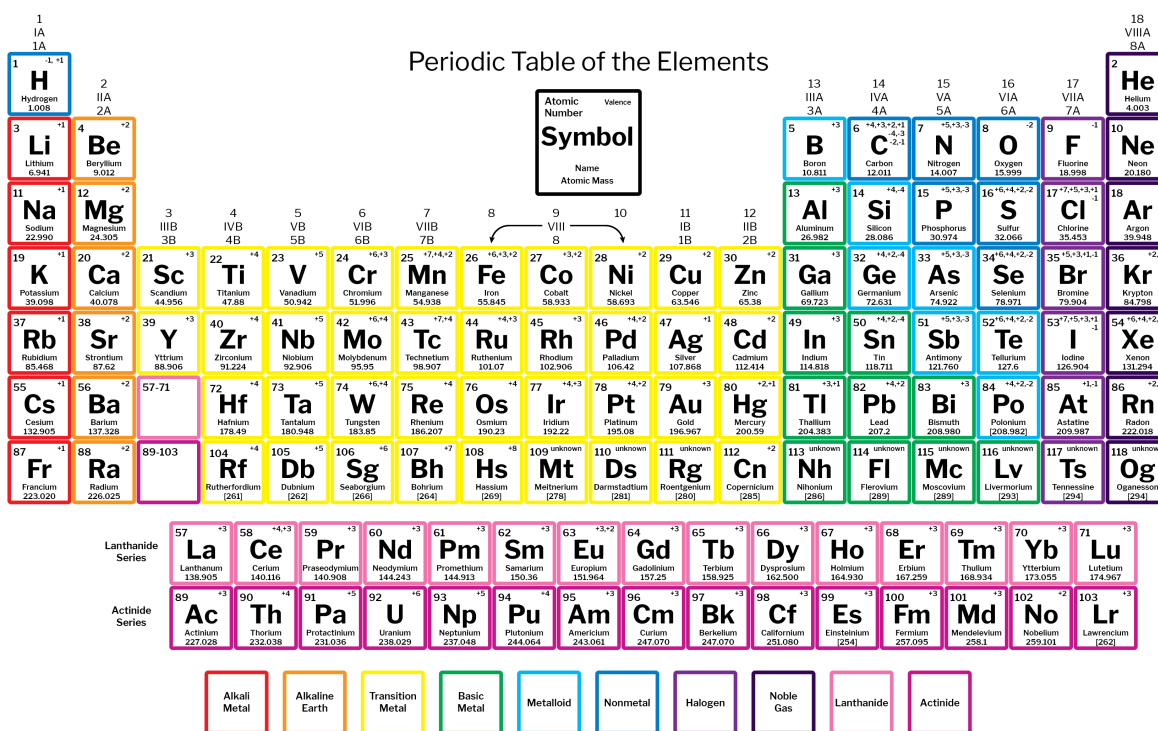 1
IA
1A
18
VIIIA
8A
Periodic Table of the Elements
1 -1, +1
H
Hydrogen
1.008
2
IIA
2A
13 14 15 16 17
IIIA IVA VA VIA VIIA
3A 4A 5A 6A 7A
2
He
Helium
4.003
Atomic Number Valence
Symbol
Name
Atomic Mass
3 +1 4 +2 5 +3 6 +4,+3,+2,+1,-4,-3-2,-1 7 +5,+3,-3 8 -2 9 -1 10
Li Be B C N O F Ne
Lithium Beryllium Boron Carbon Nitrogen Oxygen Fluorine Neon
6.941 9.012 10.811 12.011 14.007 15.999 18.998 20.180
11 +1 12 +2 13 +3 14 +4,-4 15 +5,+3,-3 16 +6,+4,+2,-2 17 +7,+5,+3,+1 -1 18
Na Mg Al Si P S Cl Ar
Sodium Magnesium Aluminum Silicon Phosphorus Sulfur Chlorine Argon
22.990 24.305 26.982 28.086 30.974 32.066 35.453 39.948
3 4 5 6 7 8 9 10 11 12
IIIB IVB VB VIB VIIB VIII IB IIB
3B 4B 5B 6B 7B 8 1B 2B
19 +1 20 +2 21 +3 22 +4 23 +5 24 +6,+3 25 +7,+4,+2 26 +6,+3,+2 27 +3,+2 28 +2 29 +2 30 +2 31 +3 32 +4,+2,-4 33 +5,+3,-3 34 +6,+4,+2,-2 35 +5,+3,+1,-1 36 +2,
K Ca Sc Ti V Cr Mn Fe Co Ni Cu Zn Ga Ge As Se Br Kr
Potassium Calcium Scandium Titanium Vanadium Chromium Manganese Iron Cobalt Nickel Copper Zinc Gallium Germanium Arsenic Selenium Bromine Krypton
39.098 40.078 44.956 47.88 50.942 51.996 54.938 55.845 58.933 58.693 63.546 65.38 69.723 72.631 74.922 78.971 79.904 84.798
37 +1 38 +2 39 +3 40 +4 41 +5 42 +6,+4 43 +7,+4 44 +4,+3 45 +3 46 +4,+2 47 +1 48 +2 49 +3 50 +4,+2,-4 51 +5,+3,-3 52 +6,+4,+2,-2 53 +7,+5,+3,+1 -1 54 +6,+4,+2,
Rb Sr Y Zr Nb Mo Tc Ru Rh Pd Ag Cd In Sn Sb Te I Xe
Rubidium Strontium Yttrium Zirconium Niobium Molybdenum Technetium Ruthenium Rhodium Palladium Silver Cadmium Indium Tin Antimony Tellurium Iodine Xenon
85.468 87.62 88.906 91.224 92.906 95.95 98.907 101.07 102.906 106.42 107.868 112.414 114.818 118.711 121.760 127.6 126.904 131.294
55 +1 56 +2 57-71 72 +4 73 +5 74 +6,+4 75 +4 76 +4 77 +4,+3 78 +4,+2 79 +3 80 +2,+1 81 +3,+1 82 +4,+2 83 +3 84 +4,+2,-2 85 +1,-1 86 +2,
Cs Ba Hf Ta W Re Os Ir Pt Au Hg Tl Pb Bi Po At Rn
Cesium Barium Hafnium Tantalum Tungsten Rhenium Osmium Iridium Platinum Gold Mercury Thallium Lead Bismuth Polonium Astatine Radon
132.905 137.328 178.49 180.948 183.85 186.207 190.23 192.22 195.08 196.967 200.59 204.383 207.2 208.980 [208.982] 209.987 222.018
87 +1 88 +2 89-103 104 +4 105 +5 106 +6 107 +7 108 +8 109 unknown 110 unknown 111 unknown 112 +2 113 unknown 114 unknown 115 unknown 116 unknown 117 unknown 118 unknown
Fr Ra Rf Db Sg Bh Hs Mt Ds Rg Cn Nh Fl Mc Lv Ts Og
Francium Radium Rutherfordium Dubnium Seaborgium Bohrium Hassium Meitnerium Darmstadtium Roentgenium Copernicium Nihonium Flerovium Moscovium Livermorium Tennessine Oganesson
223.020 226.025 [261] [262] [266] [264] [269] [278] [281] [280] [285] [286] [289] [289] [293] [294] [294]
Lanthanide Series
57 +3 58 +4,+3 59 +3 60 +3 61 +3 62 +3 63 +3,+2 64 +3 65 +3 66 +3 67 +3 68 +3 69 +3 70 +3 71 +3
La Ce Pr Nd Pm Sm Eu Gd Tb Dy Ho Er Tm Yb Lu
Lanthanum Cerium Praseodymium Neodymium Promethium Samarium Europium Gadolinium Terbium Dysprosium Holmium Erbium Thulium Ytterbium Lutetium
138.905 140.116 140.908 144.243 144.913 150.36 151.964 157.25 158.925 162.500 164.930 167.259 168.934 173.055 174.967
Actinide Series
89 +3 90 +4 91 +5 92 +6 93 +5 94 +4 95 +3 96 +3 97 +3 98 +3 99 +3 100 +3 101 +3 102 +2 103 +3
Ac Th Pa U Np Pu Am Cm Bk Cf Es Fm Md No Lr
Actinium Thorium Protactinium Uranium Neptunium Plutonium Americium Curium Berkelium Californium Einsteinium Fermium Mendelevium Nobelium Lawrencium
227.028 232.038 231.036 238.029 237.048 244.064 243.061 247.070 247.070 251.080 [254] 257.095 258.1 259.101 [262]
Alkali Metal
Alkaline Earth
Transition Metal
Basic Metal
Metalloid
Nonmetal
Halogen
Noble Gas
Lanthanide
Actinide